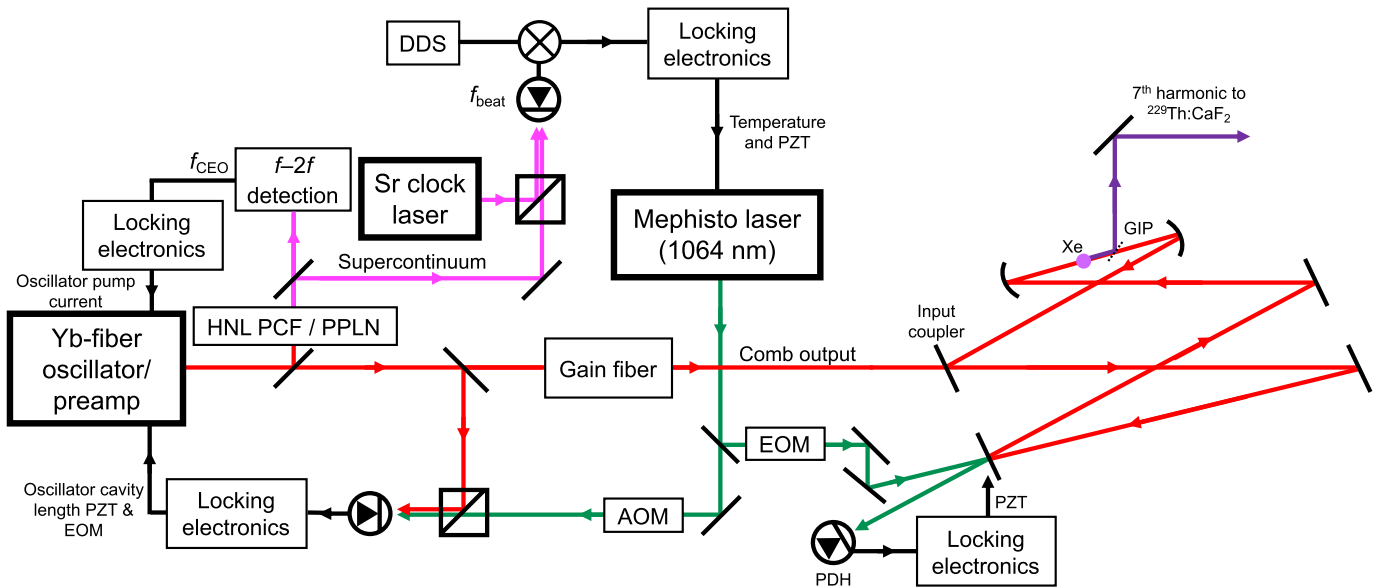 DDS
Locking
electronics
f_beat
7th harmonic to
229Th:CaF2
Temperature
and PZT
f_CEO
f–2f
detection
Sr clock
laser
Locking
electronics
Mephisto laser
(1064 nm)
Xe
GIP
Supercontinuum
Oscillator pump
current
HNL PCF / PPLN
Input
coupler
Yb-fiber
oscillator/
preamp
Gain fiber
Comb output
EOM
Oscillator cavity
length PZT &
EOM
Locking
electronics
AOM
PZT
Locking
electronics
PDH